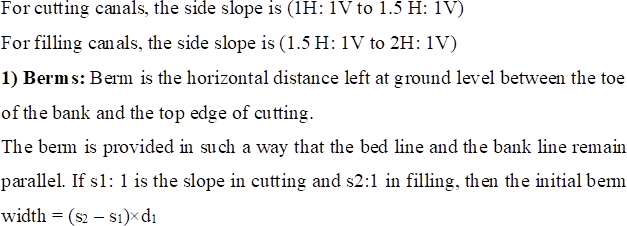 For cutting canals, the side slope is (1H: 1V to 1.5 H: 1V)
For filling canals, the side slope is (1.5 H: 1V to 2H: 1V)
1) Berms: Berm is the horizontal distance left at ground level between the toe
of the bank and the top edge of cutting.
The berm is provided in such a way that the bed line and the bank line remain
parallel. If s1: 1 is the slope in cutting and s2:1 in filling, then the initial berm
width = (s₂ – s₁)×d₁